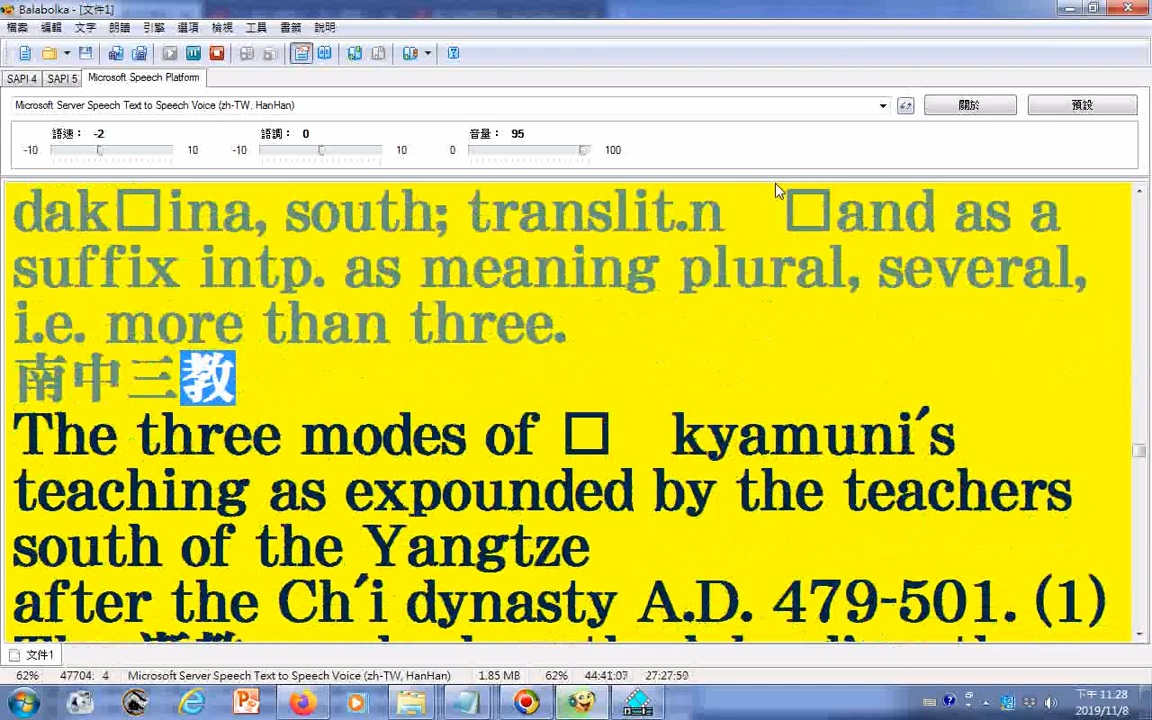 Balabolka - [文件1]
檔案 編輯 文字 朗讀 引擎 選項 檢視 工具 書籤 說明
SAPI 4 SAPI 5 Microsoft Speech Platform
Microsoft Server Speech Text to Speech Voice (zh-TW, HanHan) 關於 預設
語速： -2 語調： 0 音量： 95
-10 10 -10 10 0 100
dak□ina, south; translit.n □and as a
suffix intp. as meaning plural, several,
i.e. more than three.
南中三教
The three modes of □ kyamuni's
teaching as expounded by the teachers
south of the Yangtze
after the Ch'i dynasty A.D. 479-501. (1)
文件1
62% 47704: 4 Microsoft Server Speech Text to Speech Voice (zh-TW, HanHan) 1.85 MB 62% 44:41:07 27:27:50
下午 11:28
2019/11/8